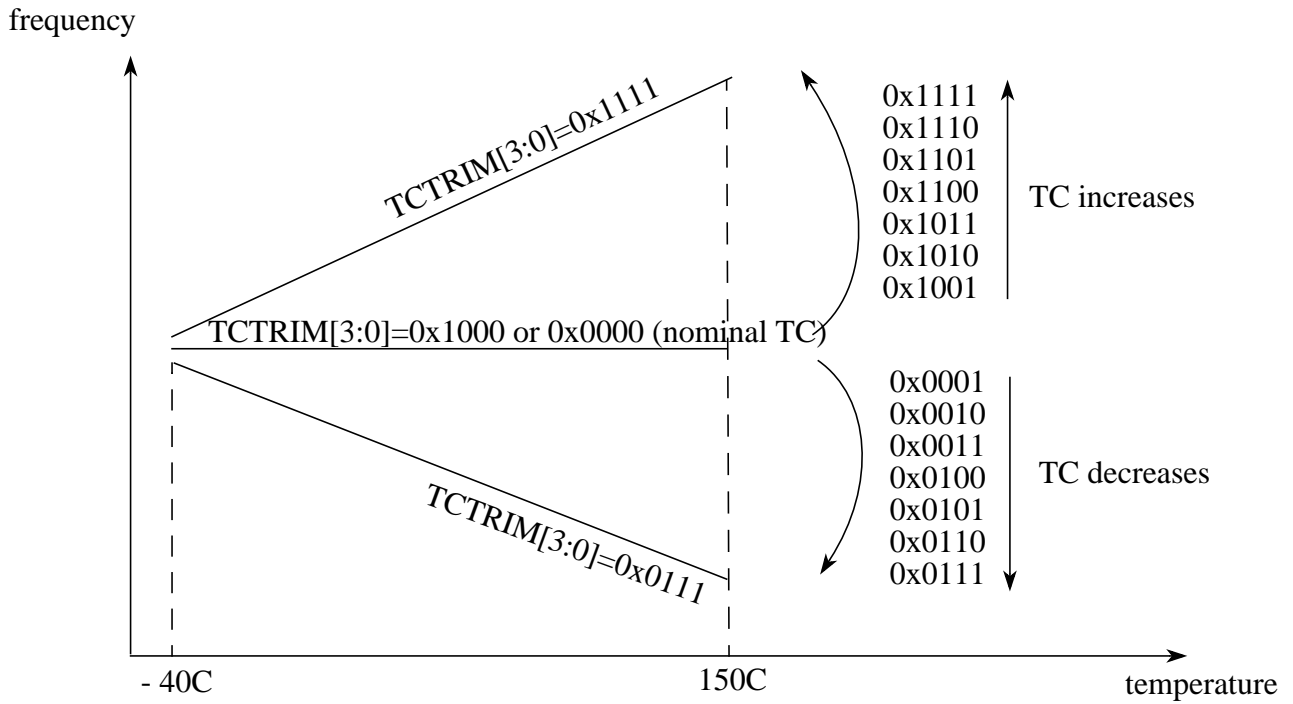 frequency
TCTRIM[3:0]=0x1111
0x1111
0x1110
0x1101
0x1100
0x1011
0x1010
0x1001
TC increases
TCTRIM[3:0]=0x1000 or 0x0000 (nominal TC)
0x0001
0x0010
0x0011
0x0100
0x0101
0x0110
0x0111
TC decreases
TCTRIM[3:0]=0x0111
- 40C
150C
temperature